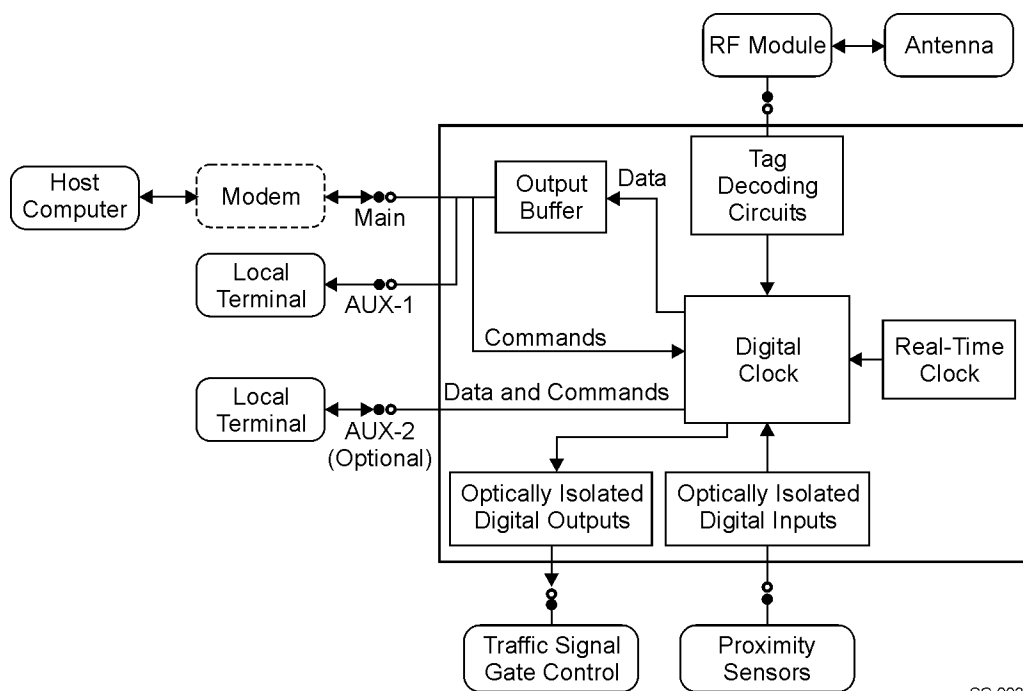 RF Module
Antenna
Tag
Decoding
Circuits
Host
Computer
Modem
Main
Output
Buffer
Data
Local
Terminal
AUX-1
Commands
Digital
Clock
Real-Time
Clock
Local
Terminal
AUX-2
(Optional)
Data and Commands
Optically Isolated
Digital Outputs
Optically Isolated
Digital Inputs
Traffic Signal
Gate Control
Proximity
Sensors